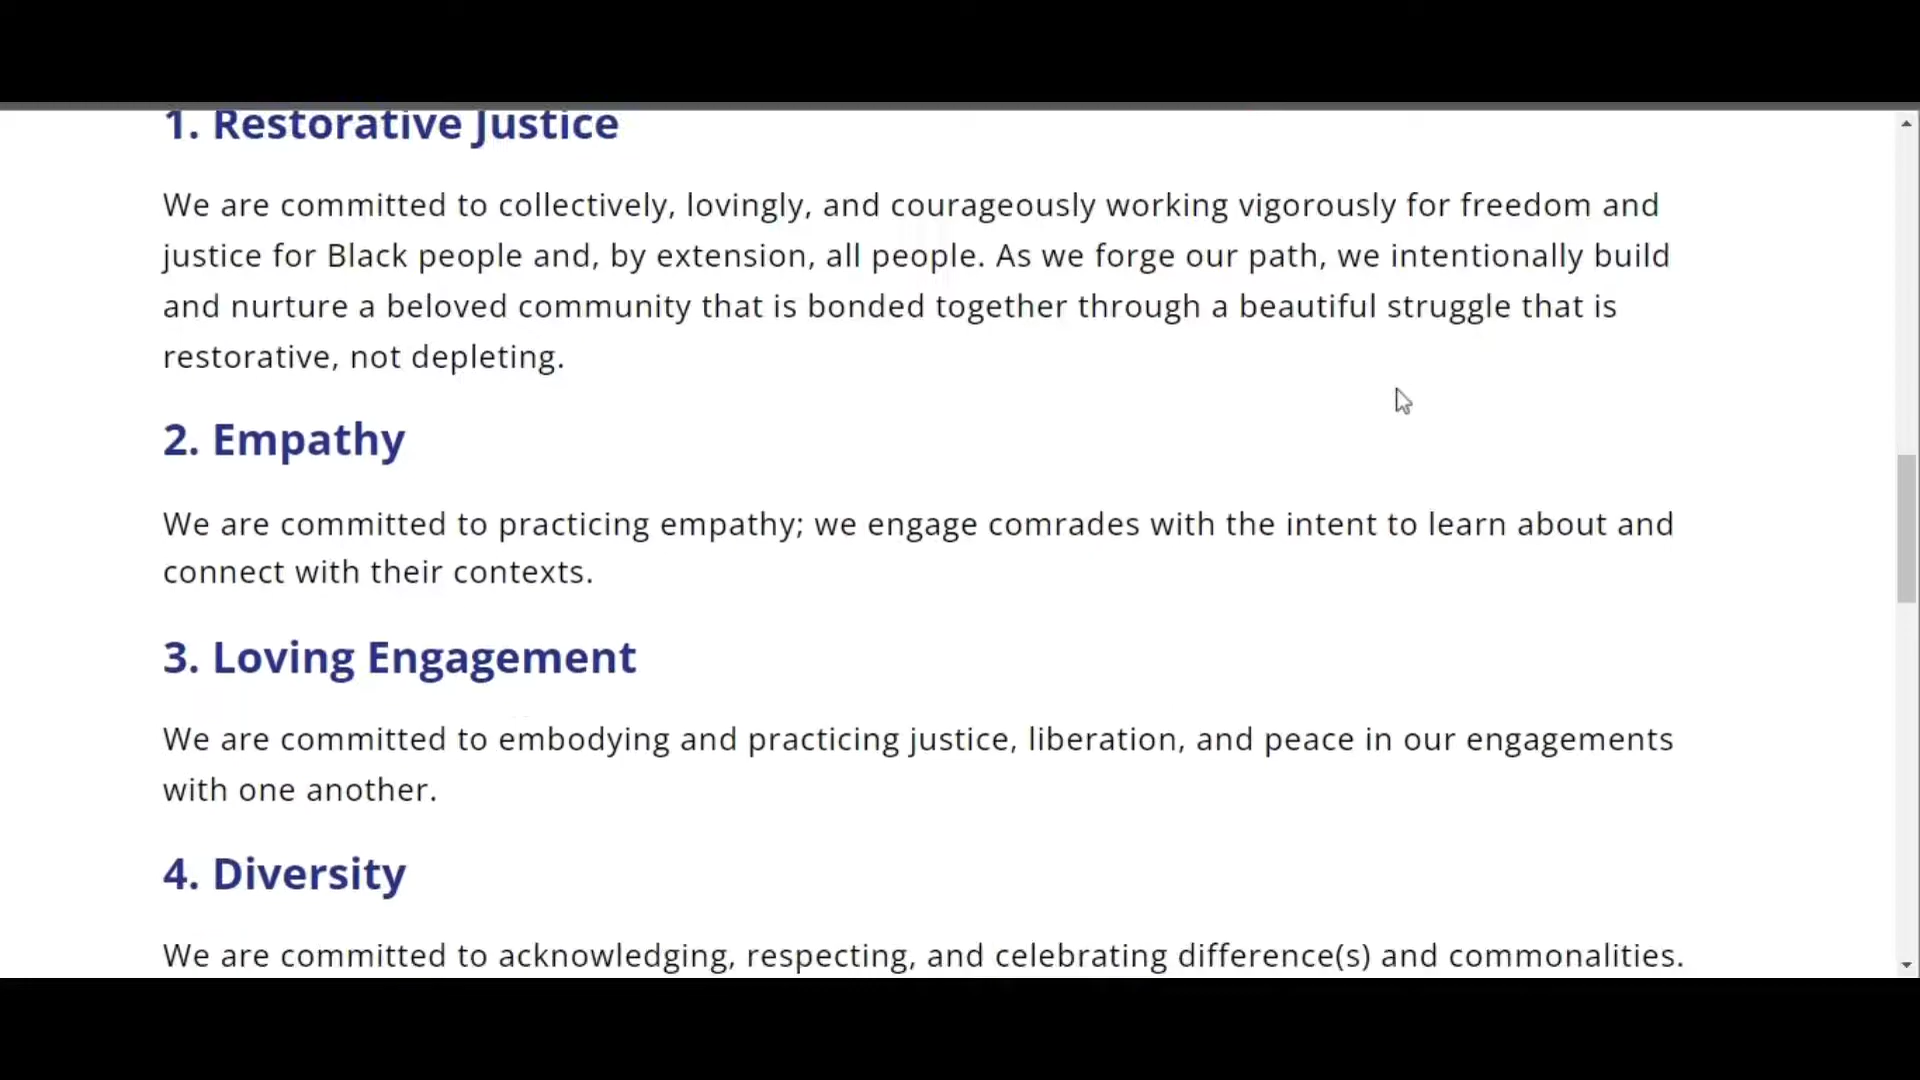 1. Restorative Justice
We are committed to collectively, lovingly, and courageously working vigorously for freedom and
justice for Black people and, by extension, all people. As we forge our path, we intentionally build
and nurture a beloved community that is bonded together through a beautiful struggle that is
restorative, not depleting.
2. Empathy
We are committed to practicing empathy; we engage comrades with the intent to learn about and
connect with their contexts.
3. Loving Engagement
We are committed to embodying and practicing justice, liberation, and peace in our engagements
with one another.
4. Diversity
We are committed to acknowledging, respecting, and celebrating difference(s) and commonalities.